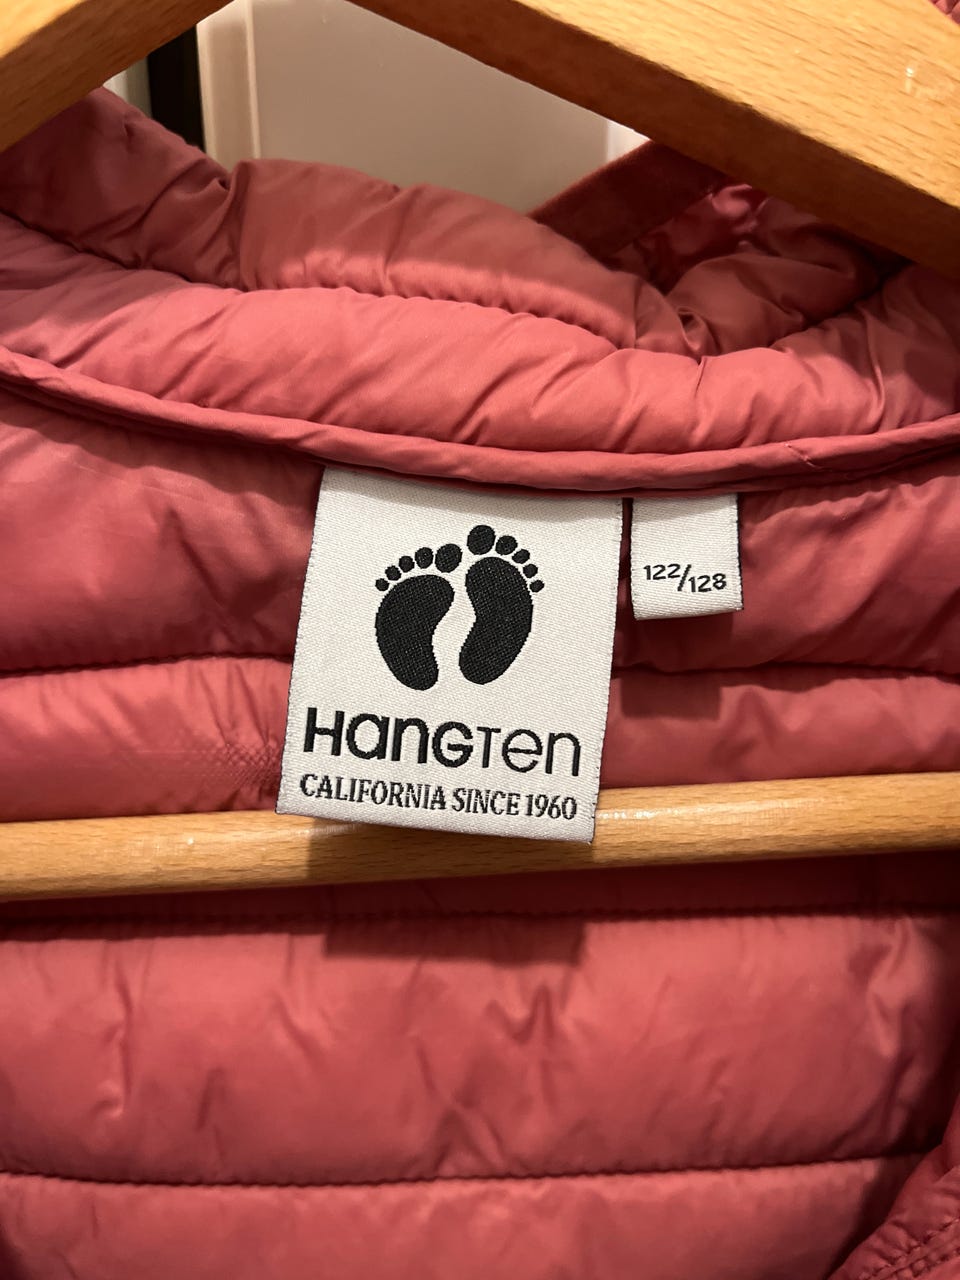 HangTen
CALIFORNIA SINCE 1960
122/128